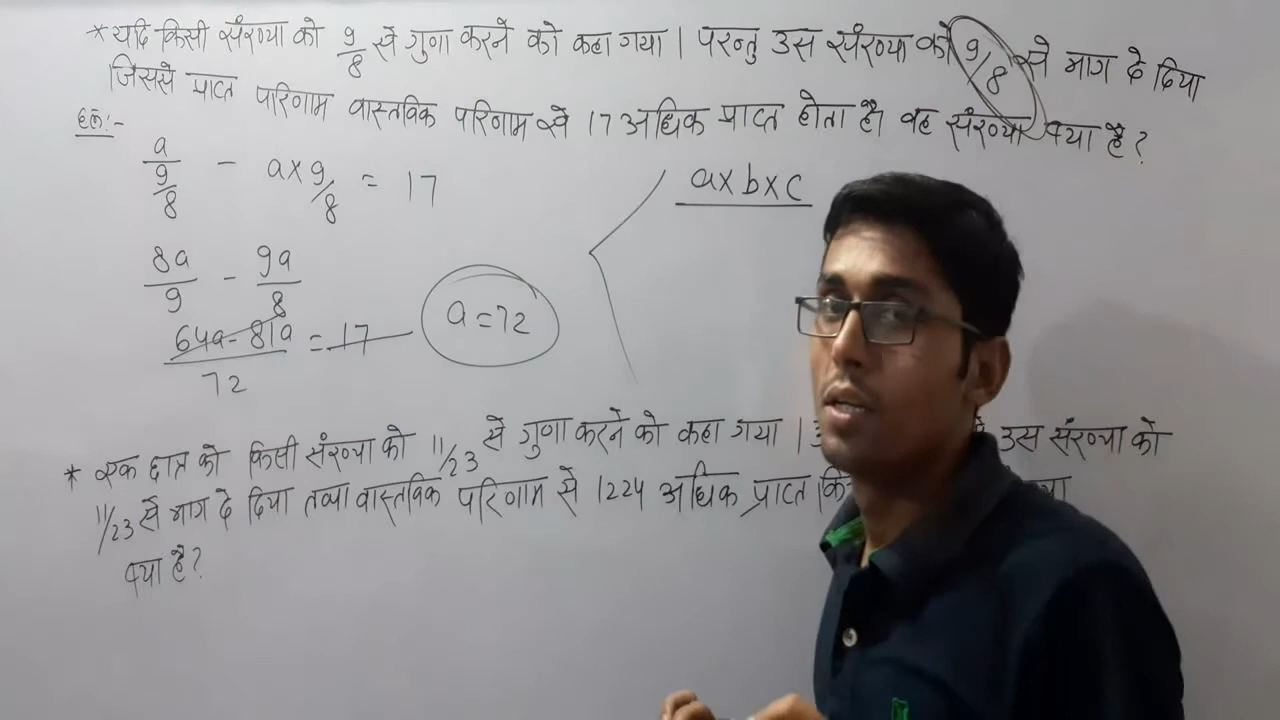 * यदि किसी संख्या को 9/8 से गुणा करने को कहा गया । परन्तु उस संख्या को 9/8 से भाग दे दिया
जिससे प्राप्त परिणाम वास्तविक परिणाम से 17 अधिक प्राप्त होता है। वह संख्या क्या है ?
हलः-
a/(9/8) - a×9/8 = 17
a×b×c
8a/9 - 9a/8
(64a-81a)/72 = 17
a=72
* एक छात्र को किसी संख्या को 11/23 से गुणा करने को कहा गया । उस संख्या को
11/23 से भाग दे दिया तथा वास्तविक परिणाम से 1224 अधिक प्राप्त
क्या है ?